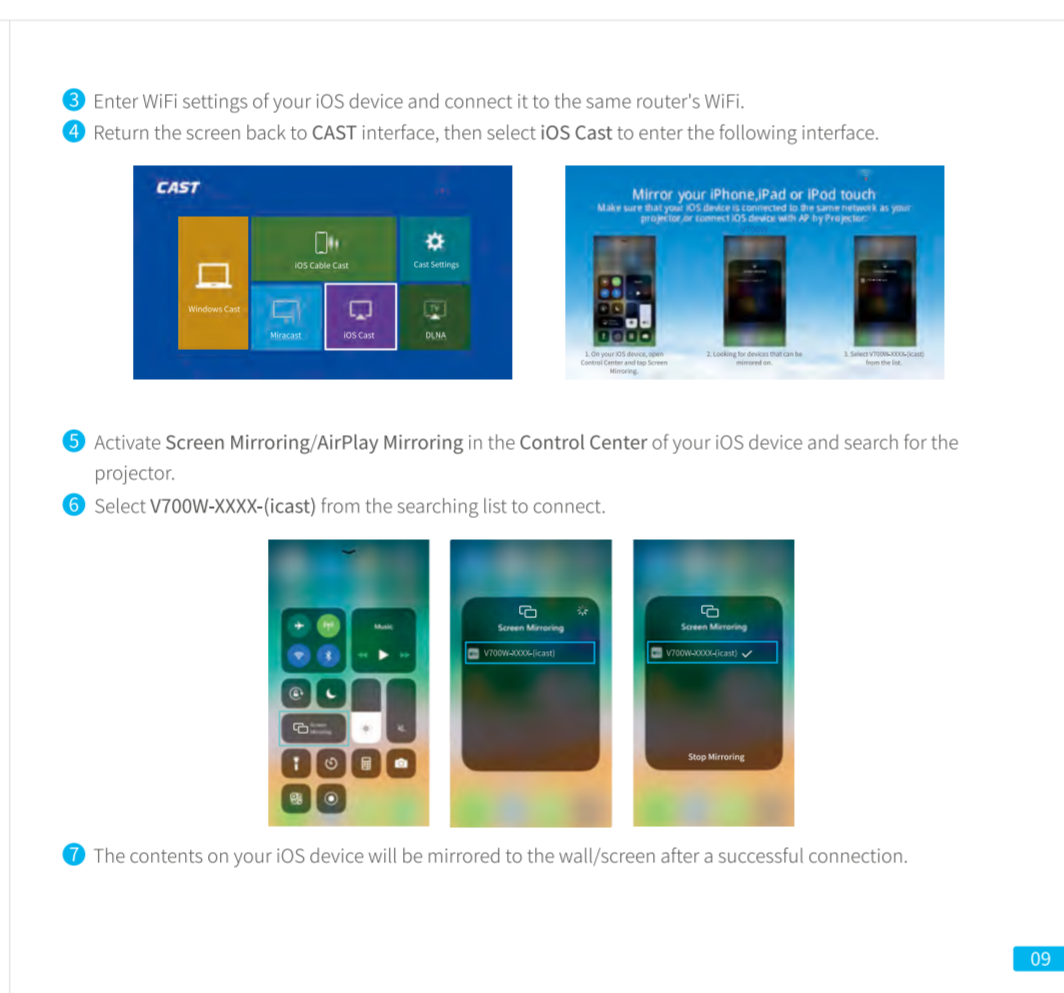 3 Enter WiFi settings of your iOS device and connect it to the same router's WiFi.
4 Return the screen back to CAST interface, then select iOS Cast to enter the following interface.
CAST
iOS Cable Cast
Cast Settings
Windows Cast
Miracast
iOS Cast
TV
DLNA
Mirror your iPhone,iPad or iPod touch
Make sure that your iOS device is connected to the same network as your
projector,or connect iOS device with AP by Projector:
1. On your iOS device, open
Control Center and tap Screen
Mirroring.
2. Looking for devices that can be
mirrored on.
3. Select V700W-XXXX-(icast)
from the list.
5 Activate Screen Mirroring/AirPlay Mirroring in the Control Center of your iOS device and search for the
projector.
6 Select V700W-XXXX-(icast) from the searching list to connect.
Music
Screen
Mirroring
Screen Mirroring
V700W-XXXX-(icast)
Screen Mirroring
V700W-XXXX-(icast)
Stop Mirroring
7 The contents on your iOS device will be mirrored to the wall/screen after a successful connection.
09